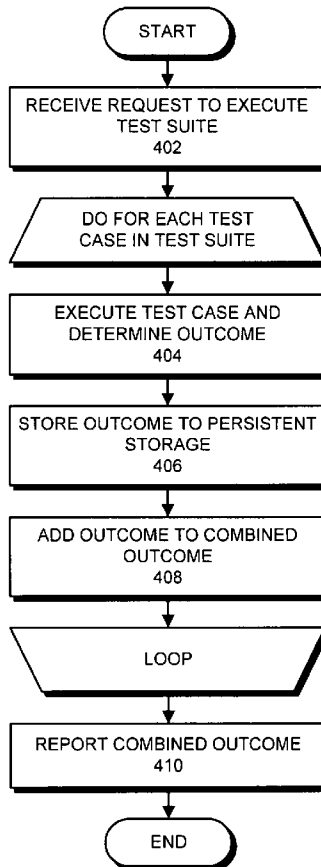 START
RECEIVE REQUEST TO EXECUTE
TEST SUITE
402
DO FOR EACH TEST
CASE IN TEST SUITE
EXECUTE TEST CASE AND
DETERMINE OUTCOME
404
STORE OUTCOME TO PERSISTENT
STORAGE
406
ADD OUTCOME TO COMBINED
OUTCOME
408
LOOP
REPORT COMBINED OUTCOME
410
END